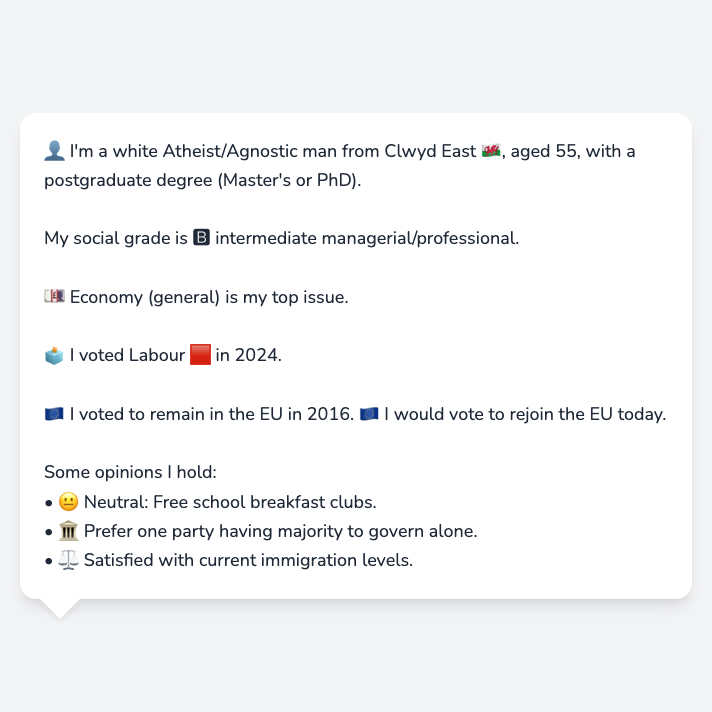 👤 I'm a white Atheist/Agnostic man from Clwyd East 🏴󠁧󠁢󠁷󠁬󠁳󠁿, aged 55, with a
postgraduate degree (Master's or PhD).
My social grade is 🅱 intermediate managerial/professional.
💷 Economy (general) is my top issue.
🗳️ I voted Labour 🟥 in 2024.
🇪🇺 I voted to remain in the EU in 2016. 🇪🇺 I would vote to rejoin the EU today.
Some opinions I hold:
• 😐 Neutral: Free school breakfast clubs.
• 🏛️ Prefer one party having majority to govern alone.
• ⚖️ Satisfied with current immigration levels.